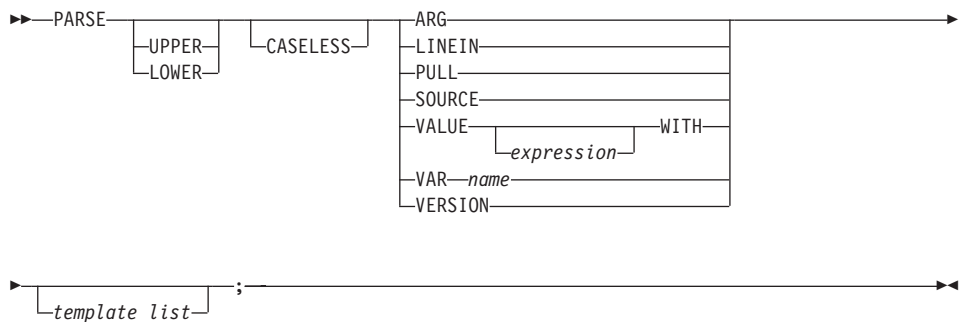 PARSE
UPPER
LOWER
CASELESS
ARG
LINEIN
PULL
SOURCE
VALUE expression WITH
VAR name
VERSION
template list ;